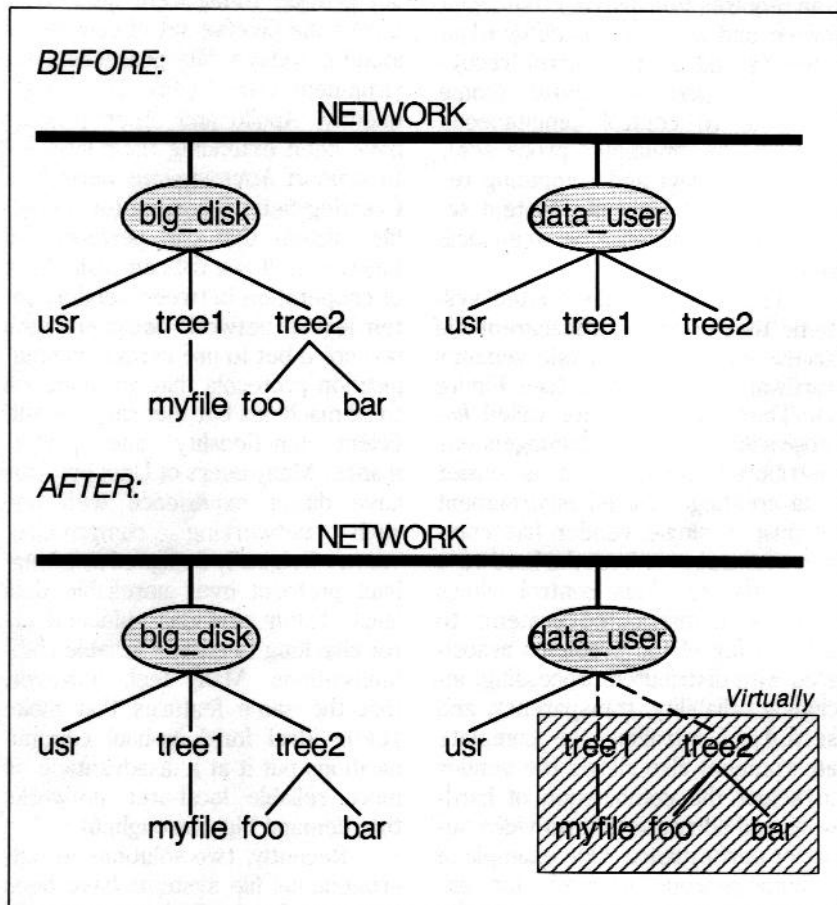 BEFORE:
NETWORK
big_disk data_user
usr tree1 tree2 usr tree1 tree2
myfile foo bar
AFTER:
NETWORK
big_disk data_user
Virtually
usr tree1 tree2 usr tree1 tree2
myfile foo bar myfile foo bar